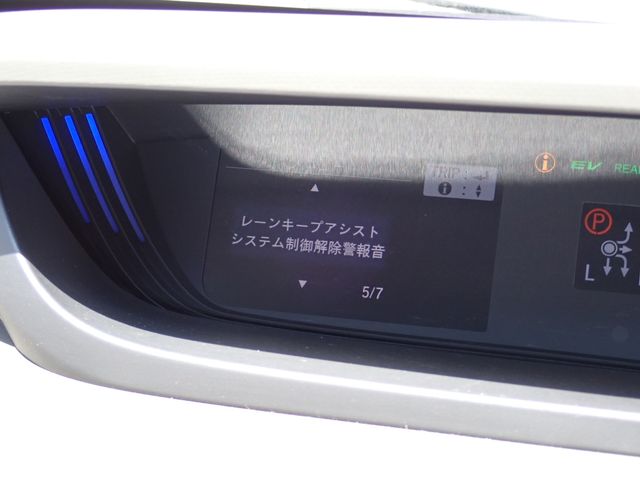 TRIP :
i :
レーンキープアシスト
システム制御解除警報音
5/7
i EV REA
P
L